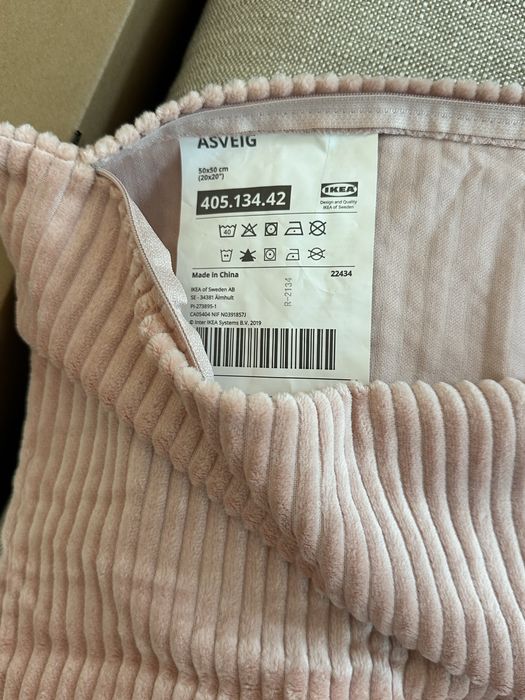 ASVEIG
50x50 cm
(20x20")
405.134.42
IKEA
Design and Quality
IKEA of Sweden
40
Made in China
22434
IKEA of Sweden AB
SE - 34381 Älmhult
PI-273895-1
CA05404 NIF N0391857J
© Inter IKEA Systems B.V. 2019
R-2134